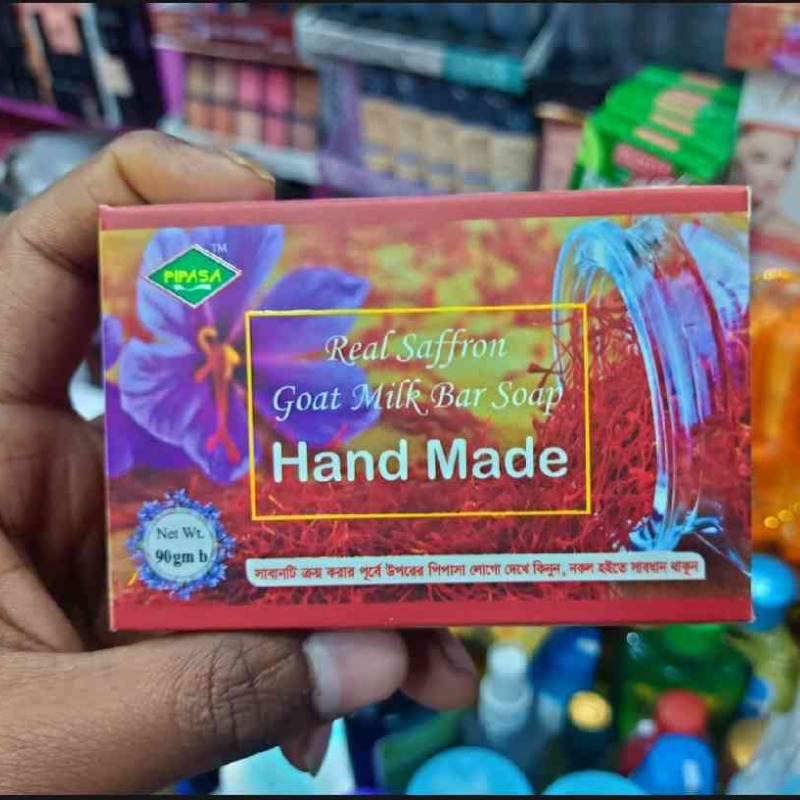 PIPASA
TM
Real Saffron
Goat Milk Bar Soap
Hand Made
Net Wt.
90gm b
সাবানটি ক্রয় করার পূর্বে উপরের পিপাসা লোগো দেখে কিনুন, নকল হইতে সাবধান থাকুন